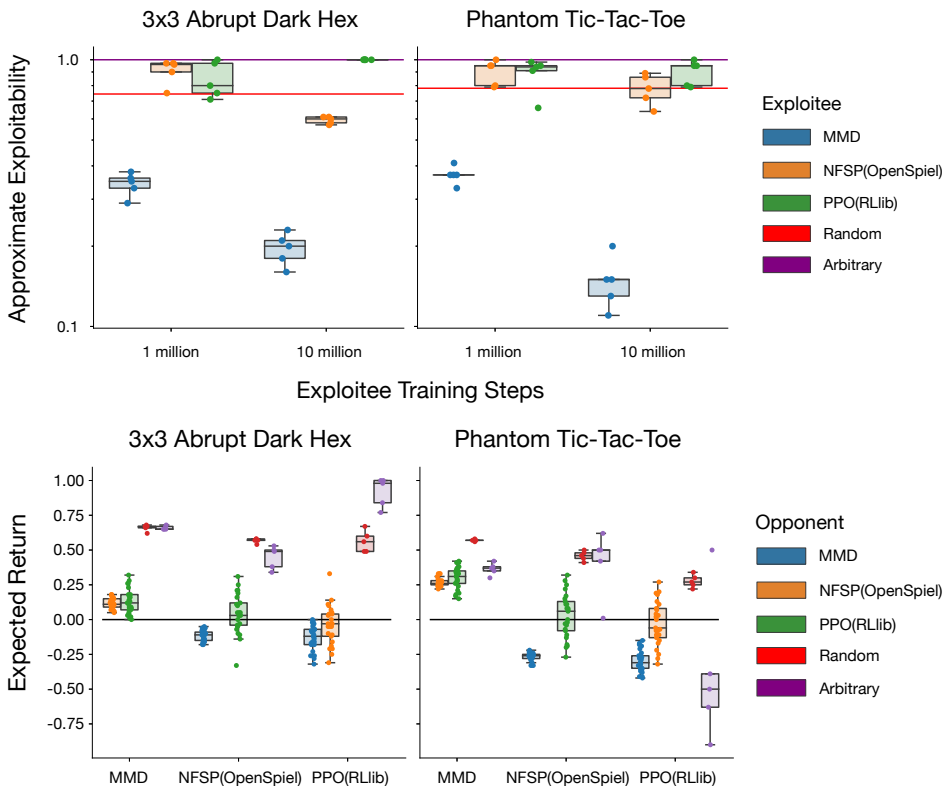 3x3 Abrupt Dark Hex
Phantom Tic-Tac-Toe
Approximate Exploitability
1.0
0.1
1 million
10 million
1 million
10 million
Exploitee Training Steps
Exploitee
MMD
NFSP(OpenSpiel)
PPO(RLlib)
Random
Arbitrary
3x3 Abrupt Dark Hex
Phantom Tic-Tac-Toe
Expected Return
1.00
0.75
0.50
0.25
0.00
-0.25
-0.50
-0.75
MMD
NFSP(OpenSpiel)
PPO(RLlib)
MMD
NFSP(OpenSpiel)
PPO(RLlib)
Opponent
MMD
NFSP(OpenSpiel)
PPO(RLlib)
Random
Arbitrary